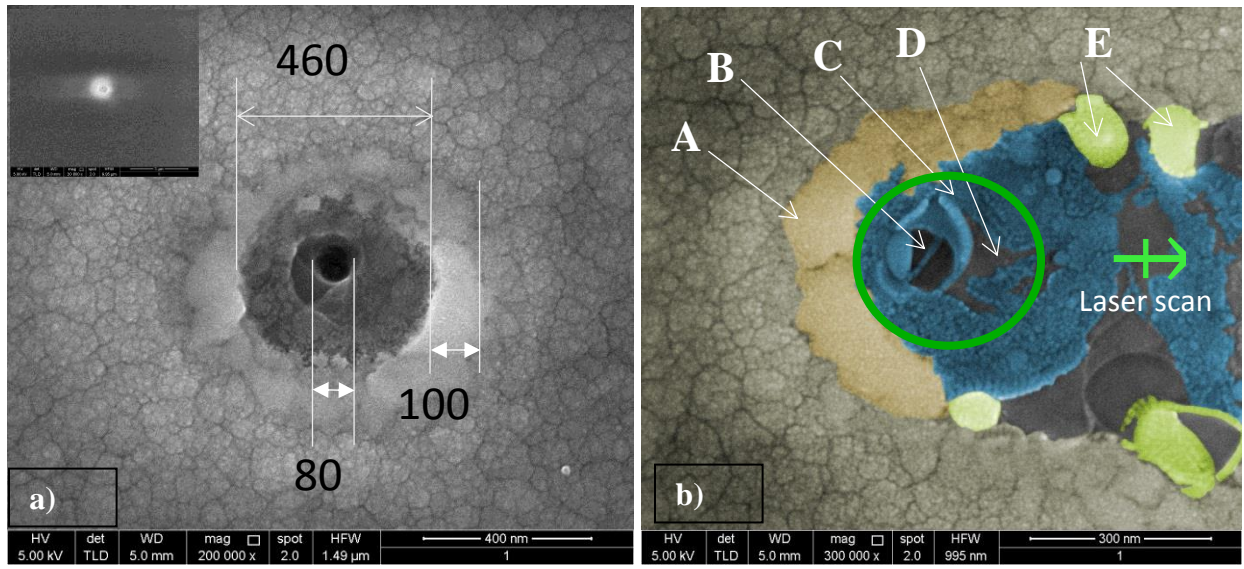 460
100
80
a)
HV det WD mag □ spot HFW 400 nm
5.00 kV TLD 5.0 mm 200 000 x 2.0 1.49 µm 1
A
B
C
D
E
Laser scan
b)
HV det WD mag □ spot HFW 300 nm
5.00 kV TLD 5.0 mm 300 000 x 2.0 995 nm 1